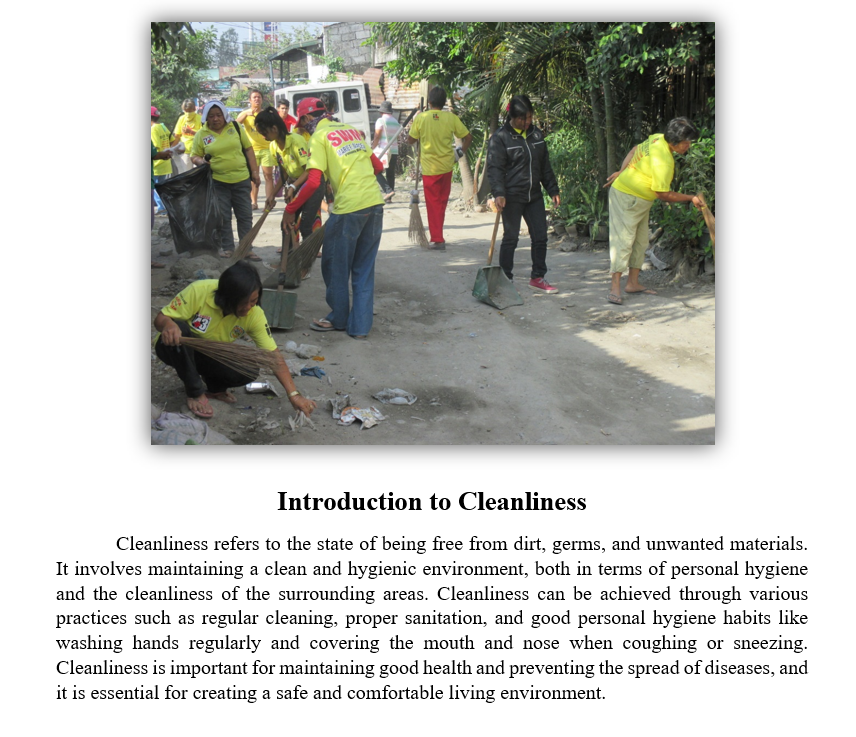 Introduction to Cleanliness
Cleanliness refers to the state of being free from dirt, germs, and unwanted materials.
It involves maintaining a clean and hygienic environment, both in terms of personal hygiene
and the cleanliness of the surrounding areas. Cleanliness can be achieved through various
practices such as regular cleaning, proper sanitation, and good personal hygiene habits like
washing hands regularly and covering the mouth and nose when coughing or sneezing.
Cleanliness is important for maintaining good health and preventing the spread of diseases, and
it is essential for creating a safe and comfortable living environment.